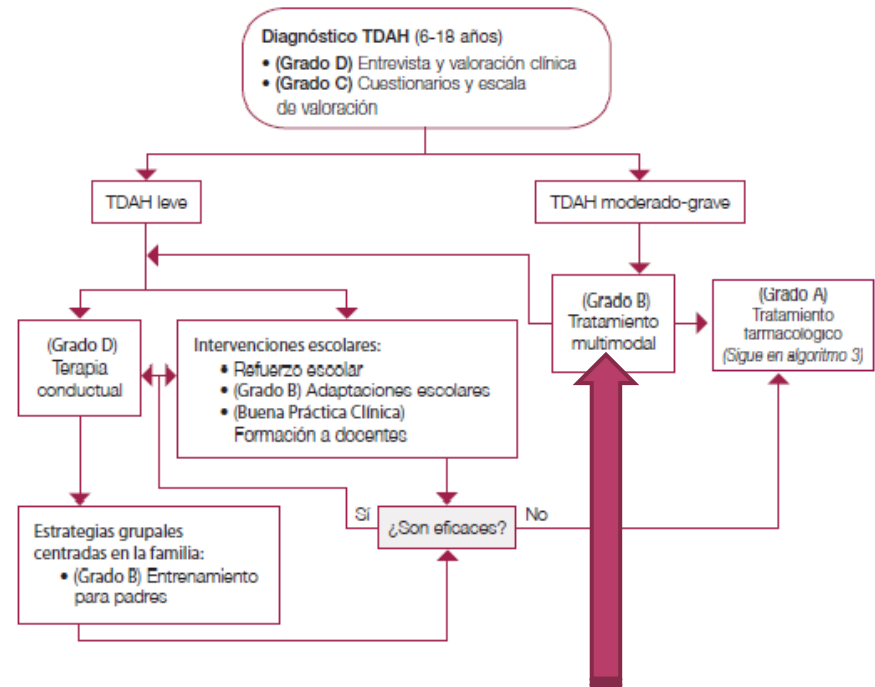 Diagnóstico TDAH (6-18 años)
• (Grado D) Entrevista y valoración clínica
• (Grado C) Cuestionarios y escala
de valoración
TDAH leve
TDAH moderado-grave
(Grado D)
Terapia
conductual
Intervenciones escolares:
• Refuerzo escolar
• (Grado B) Adaptaciones escolares
• (Buena Práctica Clínica)
Formación a docentes
(Grado B)
Tratamiento
multimodal
(Grado A)
Tratamiento
farmacológico
(Sigue en algoritmo 3)
Estrategias grupales
centradas en la familia:
• (Grado B) Entrenamiento
para padres
Sí
¿Son eficaces?
No